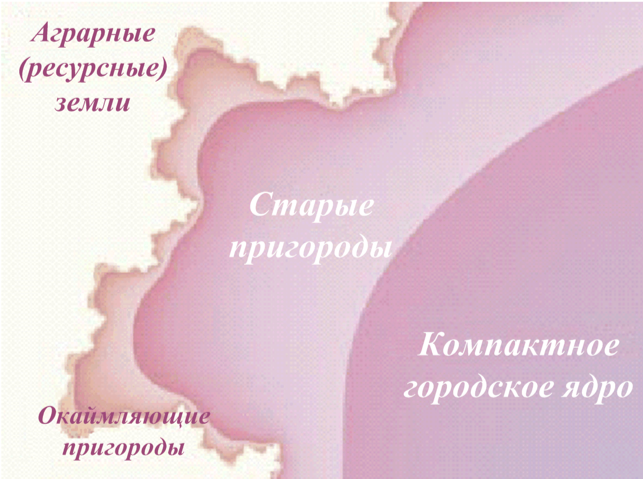 Аграрные
(ресурсные)
земли
Старые
пригороды
Компактное
городское ядро
Окаймляющие
пригороды